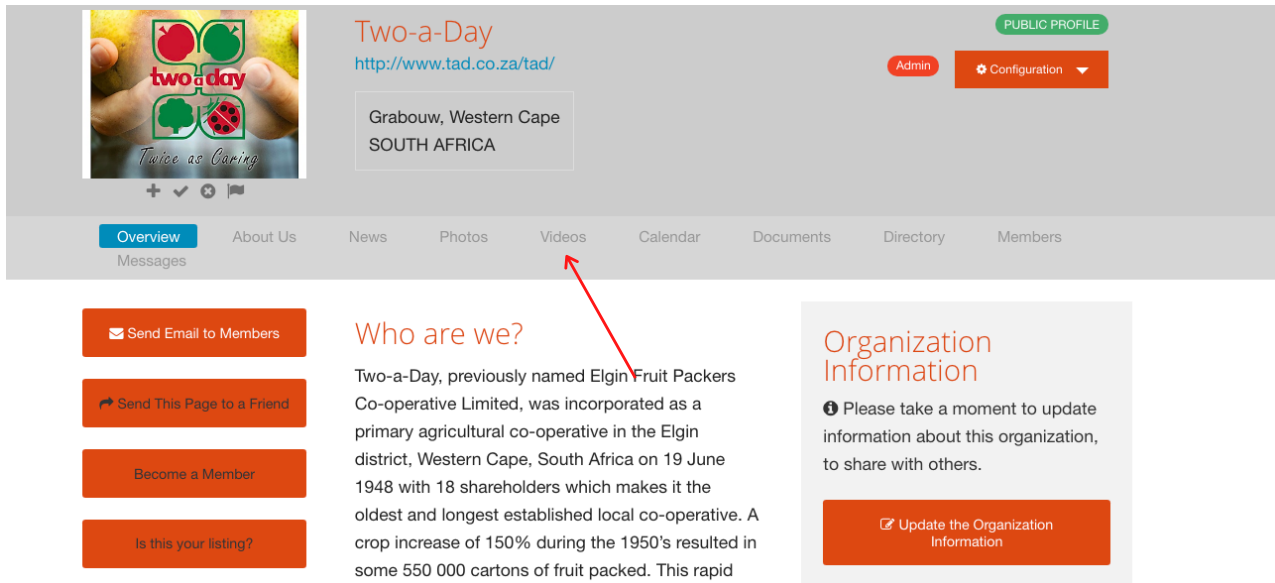 two a day
Twice as Caring
Two-a-Day
http://www.tad.co.za/tad/
Grabouw, Western Cape
SOUTH AFRICA
PUBLIC PROFILE
Admin
Configuration
Overview About Us News Photos Videos Calendar Documents Directory Members
Messages
Send Email to Members
Send This Page to a Friend
Become a Member
Is this your listing?
Who are we?
Two-a-Day, previously named Elgin Fruit Packers
Co-operative Limited, was incorporated as a
primary agricultural co-operative in the Elgin
district, Western Cape, South Africa on 19 June
1948 with 18 shareholders which makes it the
oldest and longest established local co-operative. A
crop increase of 150% during the 1950’s resulted in
some 550 000 cartons of fruit packed. This rapid
Organization
Information
Please take a moment to update
information about this organization,
to share with others.
Update the Organization
Information